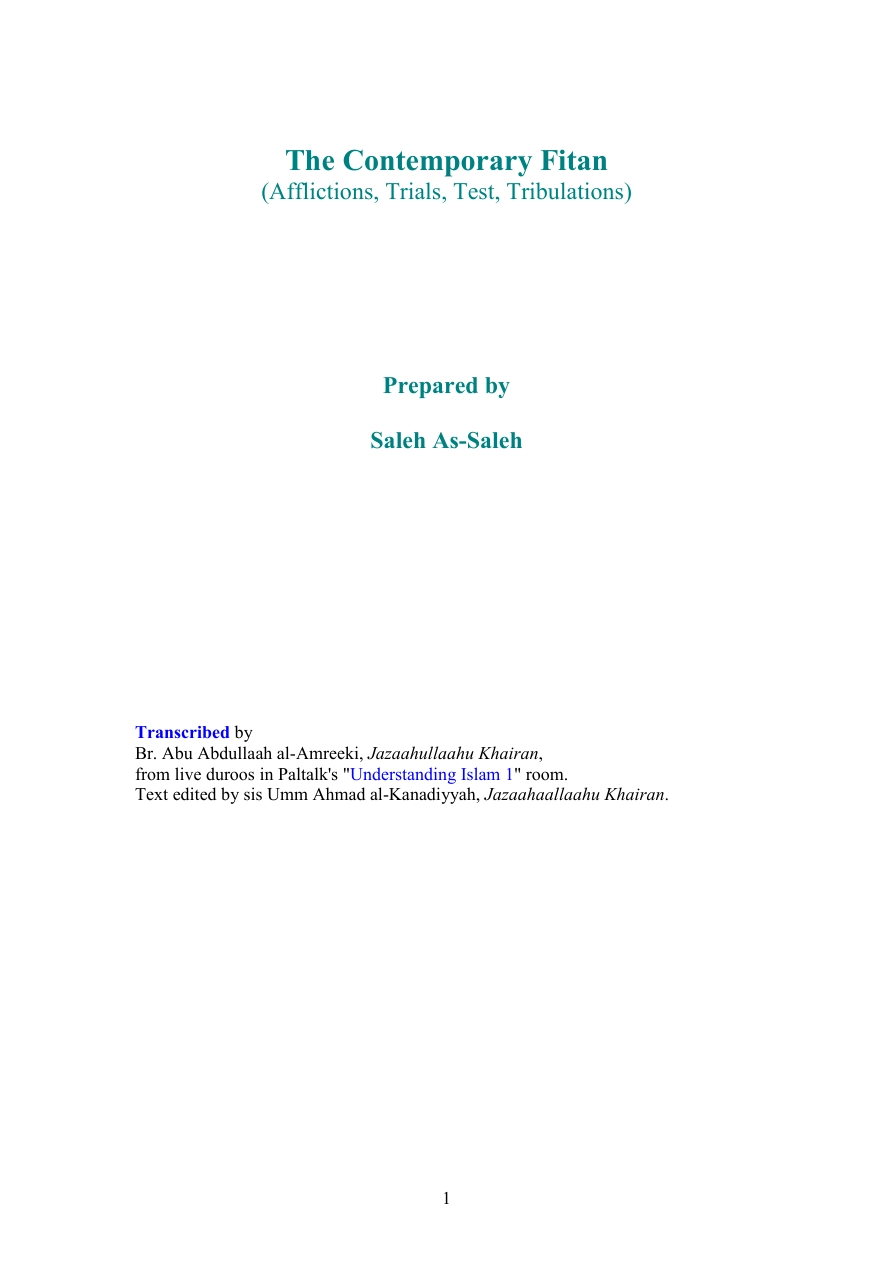 The Contemporary Fitan
(Afflictions, Trials, Test, Tribulations)
Prepared by
Saleh As-Saleh
Transcribed by
Br. Abu Abdullaah al-Amreeki, Jazaahullaahu Khairan,
from live duroos in Paltalk's "Understanding Islam 1" room.
Text edited by sis Umm Ahmad al-Kanadiyyah, Jazaahaallaahu Khairan.
1